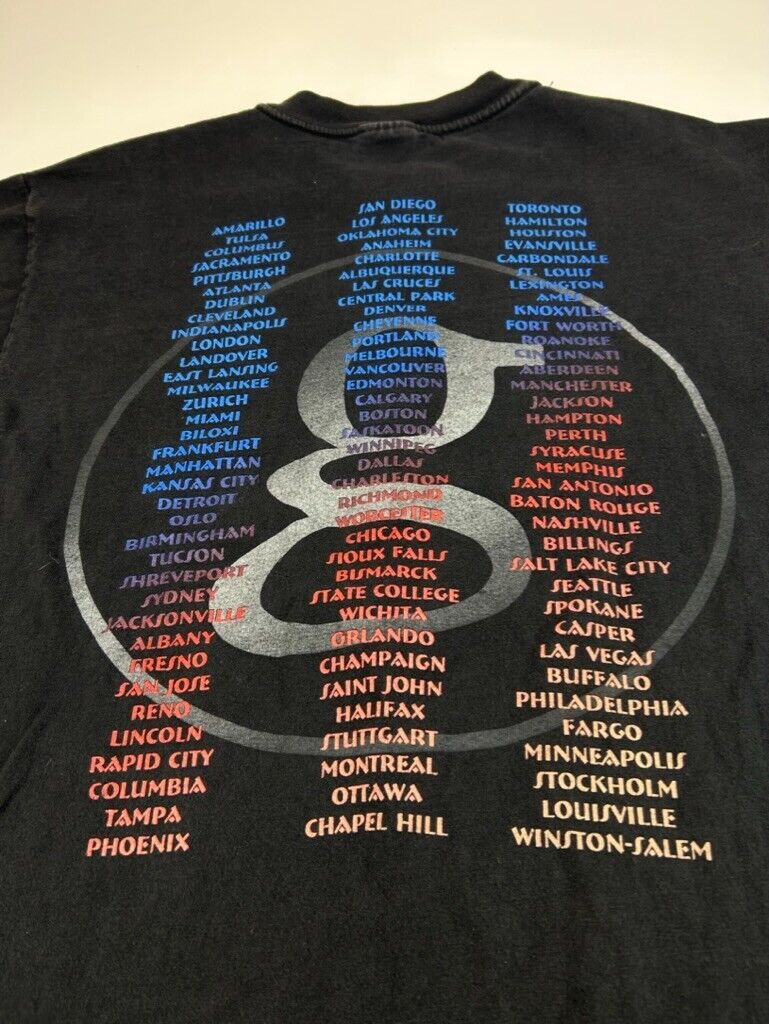 AMARILLO
TULSA
COLUMBUS
SACRAMENTO
PITTSBURGH
ATLANTA
DUBLIN
CLEVELAND
INDIANAPOLIS
LONDON
LANDOVER
EAST LANSING
MILWAUKEE
ZURICH
MIAMI
BILOXI
FRANKFURT
MANHATTAN
KANSAS CITY
DETROIT
OSLO
BIRMINGHAM
TUCSON
SHREVEPORT
SYDNEY
JACKSONVILLE
ALBANY
FRESNO
SAN JOSE
RENO
LINCOLN
RAPID CITY
COLUMBIA
TAMPA
PHOENIX
SAN DIEGO
LOS ANGELES
OKLAHOMA CITY
ANAHEIM
CHARLOTTE
ALBUQUERQUE
LAS CRUCES
CENTRAL PARK
DENVER
CHEYENNE
PORTLAND
MELBOURNE
VANCOUVER
EDMONTON
CALGARY
BOSTON
SASKATOON
WINNIPEG
DALLAS
CHARLESTON
RICHMOND
WORCESTER
CHICAGO
SIOUX FALLS
BISMARCK
STATE COLLEGE
WICHITA
ORLANDO
CHAMPAIGN
SAINT JOHN
HALIFAX
STUTTGART
MONTREAL
OTTAWA
CHAPEL HILL
TORONTO
HAMILTON
HOUSTON
EVANSVILLE
CARBONDALE
ST. LOUIS
LEXINGTON
AMES
KNOXVILLE
FORT WORTH
ROANOKE
CINCINNATI
ABERDEEN
MANCHESTER
JACKSON
HAMPTON
PERTH
SYRACUSE
MEMPHIS
SAN ANTONIO
BATON ROUGE
NASHVILLE
BILLINGS
SALT LAKE CITY
SEATTLE
SPOKANE
CASPER
LAS VEGAS
BUFFALO
PHILADELPHIA
FARGO
MINNEAPOLIS
STOCKHOLM
LOUISVILLE
WINSTON-SALEM
g